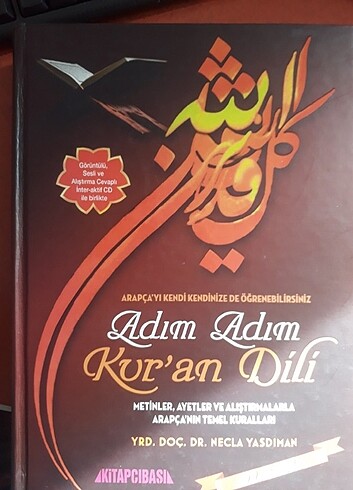 Görüntülü,
Sesli ve
Alıştırma Cevaplı
İnter-aktif CD
ile birlikte
ARAPÇA'YI KENDİ KENDİNİZE DE ÖĞRENEBİLİRSİNİZ
Adım Adım
Kur'an Dili
METİNLER, AYETLER VE ALIŞTIRMALARLA
ARAPÇA'NIN TEMEL KURALLARI
YRD. DOÇ. DR. NECLA YASDIMAN
KİTAPCIBASI